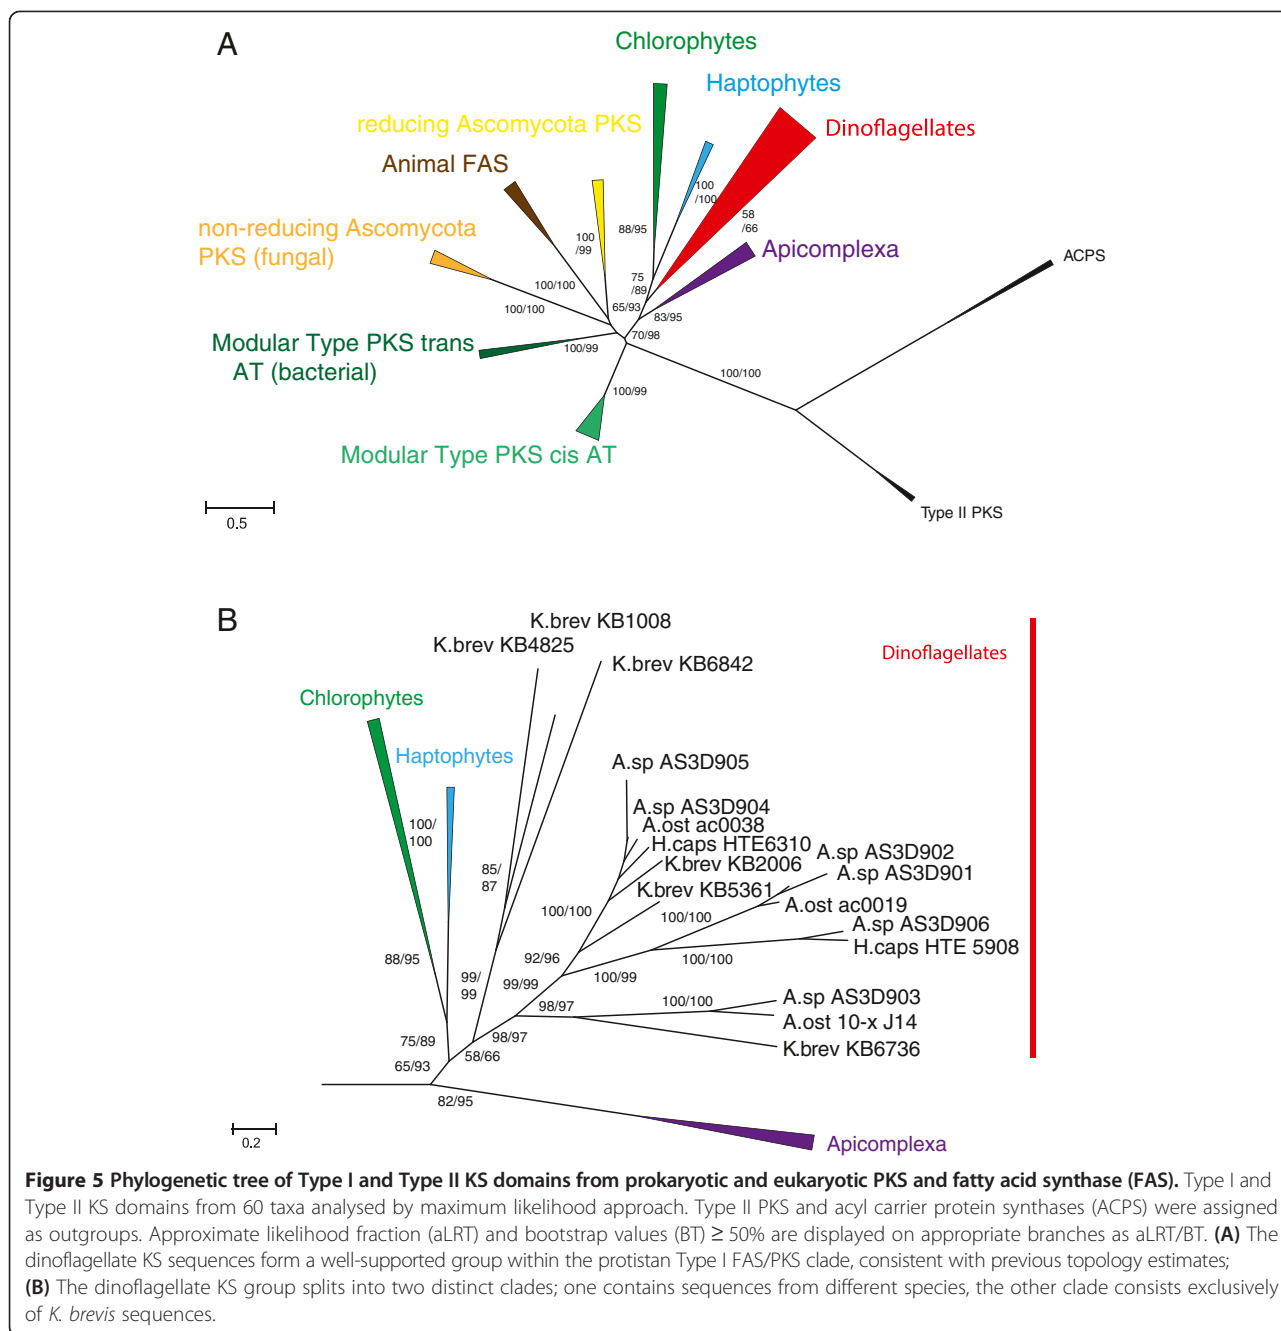 A
Chlorophytes
Haptophytes
reducing Ascomycota PKS
Dinoflagellates
Animal FAS
100
/100
58
/66
non-reducing Ascomycota
PKS (fungal)
100
/99
88/95
Apicomplexa
ACPS
75
/89
100/100
100/100
65/93
83/95
70/98
Modular Type PKS trans
AT (bacterial)
100/99
100/100
100/99
Modular Type PKS cis AT
0.5
Type II PKS
B
K.brev KB1008
K.brev KB4825
K.brev KB6842
Dinoflagellates
Chlorophytes
Haptophytes
A.sp AS3D905
A.sp AS3D904
A.ost ac0038
H.caps HTE6310
K.brev KB2006
K.brev KB5361
A.sp AS3D902
A.sp AS3D901
A.ost ac0019
A.sp AS3D906
H.caps HTE 5908
100/
100
85/
87
100/100
100/100
100/100
88/95
99/
99
92/96
99/99
100/99
98/97
100/100
A.sp AS3D903
A.ost 10-x J14
K.brev KB6736
75/89
98/97
58/66
65/93
82/95
0.2
Apicomplexa
Figure 5 Phylogenetic tree of Type I and Type II KS domains from prokaryotic and eukaryotic PKS and fatty acid synthase (FAS). Type I and
Type II KS domains from 60 taxa analysed by maximum likelihood approach. Type II PKS and acyl carrier protein synthases (ACPS) were assigned
as outgroups. Approximate likelihood fraction (aLRT) and bootstrap values (BT) ≥ 50% are displayed on appropriate branches as aLRT/BT. (A) The
dinoflagellate KS sequences form a well-supported group within the protistan Type I FAS/PKS clade, consistent with previous topology estimates;
(B) The dinoflagellate KS group splits into two distinct clades; one contains sequences from different species, the other clade consists exclusively
of K. brevis sequences.